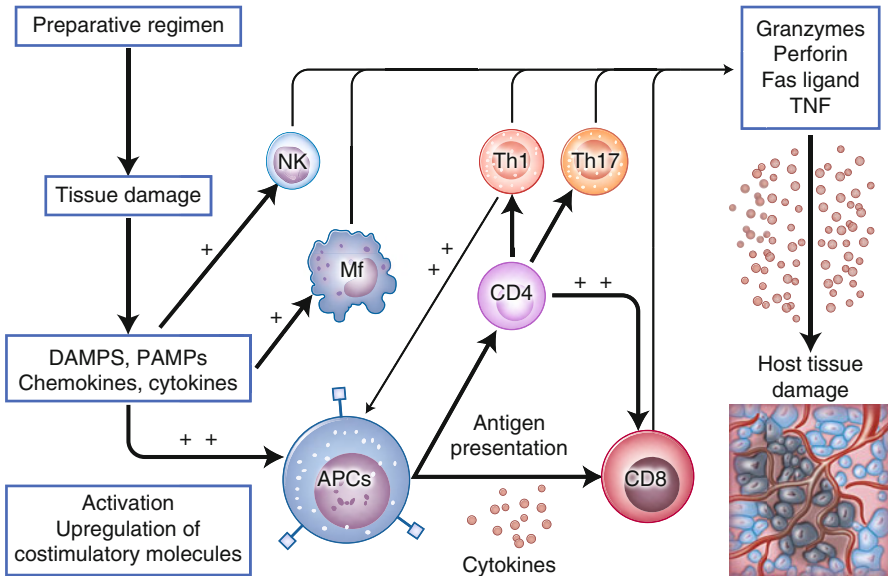 Preparative regimen
Tissue damage
DAMPS, PAMPs
Chemokines, cytokines
Activation
Upregulation of
costimulatory molecules
+
+
+ +
NK
Mf
APCs
+
+
Th1
Th17
CD4
+ +
Antigen
presentation
CD8
Cytokines
Granzymes
Perforin
Fas ligand
TNF
Host tissue
damage